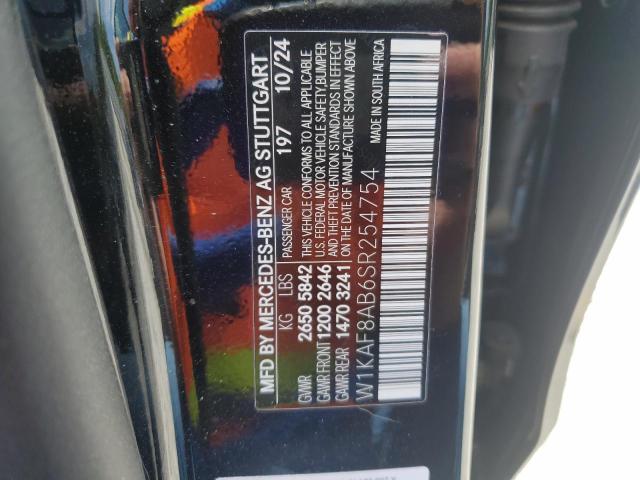 MFD BY MERCEDES-BENZ AG STUTTGART
KG LBS PASSENGER CAR 197 10/24
GVWR 2650 5842 THIS VEHICLE CONFORMS TO ALL APPLICABLE
GAWR FRONT 1200 2646 U.S. FEDERAL MOTOR VEHICLE SAFETY, BUMPER
GAWR REAR 1470 3241 AND THEFT PREVENTION STANDARDS IN EFFECT
ON THE DATE OF MANUFACTURE SHOWN ABOVE
W1KAF8AB6SR254754 MADE IN SOUTH AFRICA